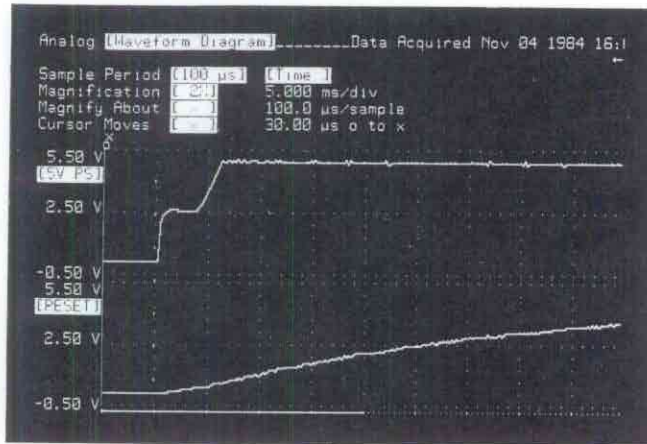 Analog [Waveform Diagram] Data Acquired Nov 04 1984 16:
Sample Period [100 µs] [Time ]
Magnification 5.000 ms/div
Magnify About 100.0 µs/sample
Cursor Moves 30.00 µs o to x
5.50 V
[5V PS]
2.50 V
-0.50 V
5.50 V
[RESET]
2.50 V
-0.50 V